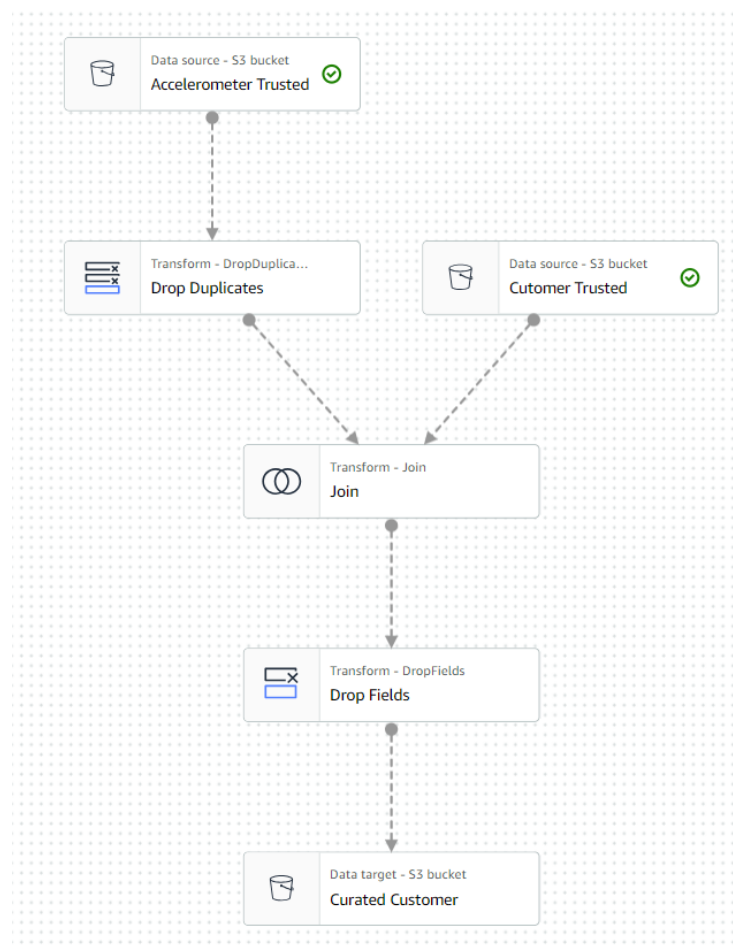 Data source - S3 bucket
Accelerometer Trusted
Transform - DropDuplica...
Drop Duplicates
Data source - S3 bucket
Cutomer Trusted
Transform - Join
Join
Transform - DropFields
Drop Fields
Data target - S3 bucket
Curated Customer